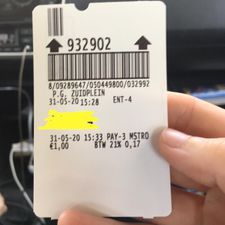 932902
8/09289647/050449800/032992
P.G. ZUIDPLEIN
31-05-20 15:28 ENT-4
31-05-20 15:33 PAY-3 MSTRO
€1,00 BTW 21% 0,17